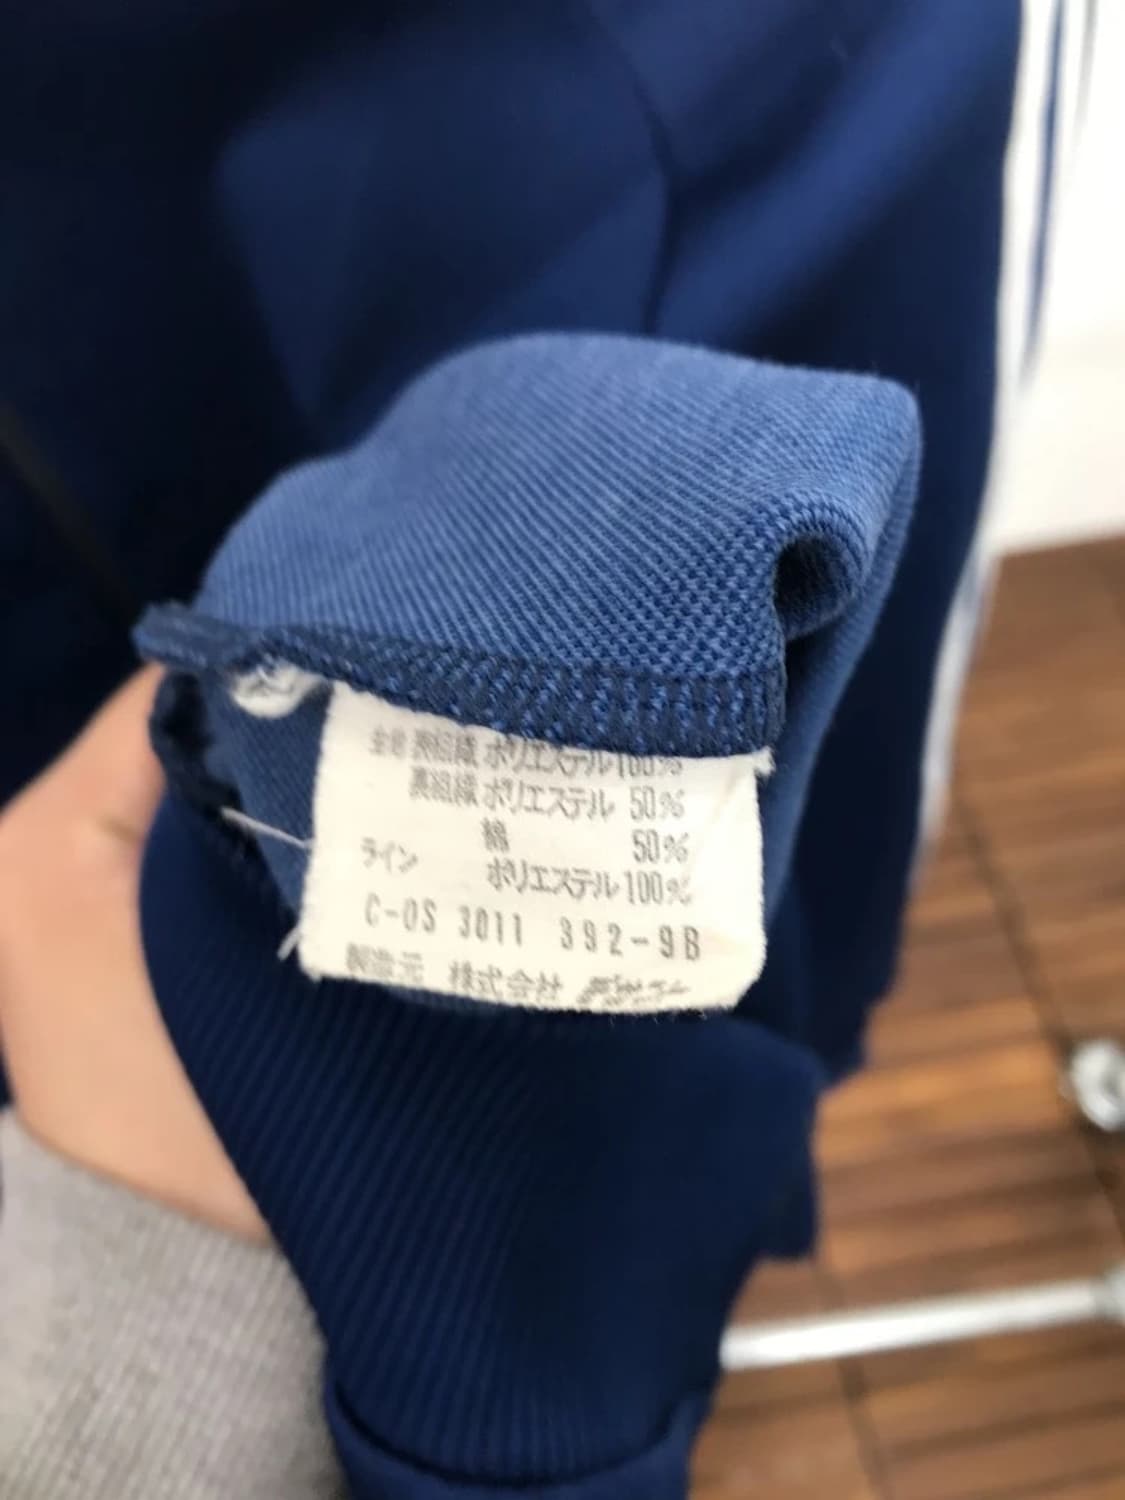 表組織 ポリエステル100%
裏組織 ポリエステル 50%
綿 50%
ライン
ポリエステル100%
C-OS 3011 392-9B
製造元 株式会社